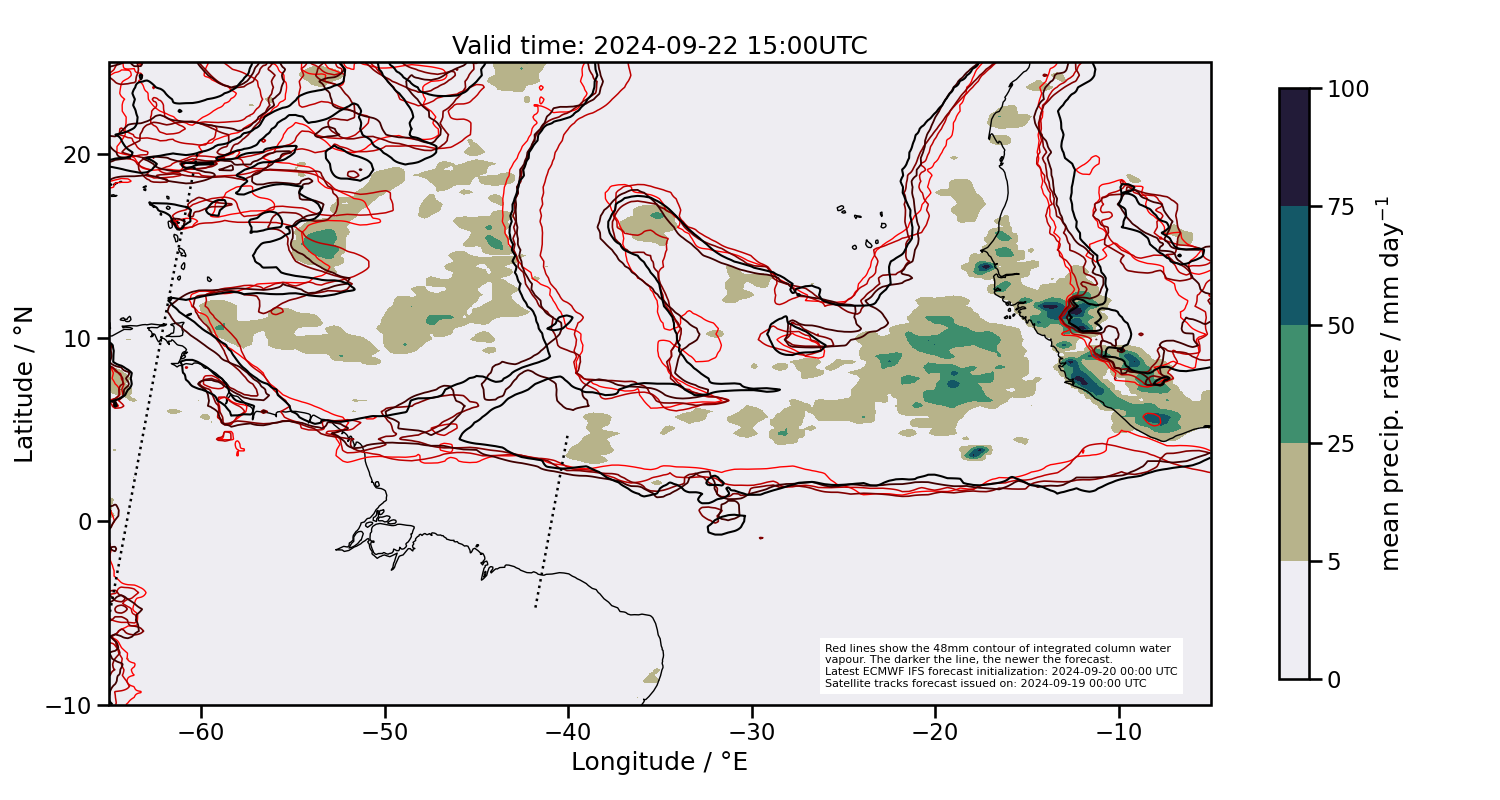 Valid time: 2024-09-22 15:00UTC
20
10
0
−10
Latitude / °N
−60
−50
−40
−30
−20
−10
Longitude / °E
Red lines show the 48mm contour of integrated column water
vapour. The darker the line, the newer the forecast.
Latest ECMWF IFS forecast initialization: 2024-09-20 00:00 UTC
Satellite tracks forecast issued on: 2024-09-19 00:00 UTC
100
75
50
25
5
0
mean precip. rate / mm day⁻¹